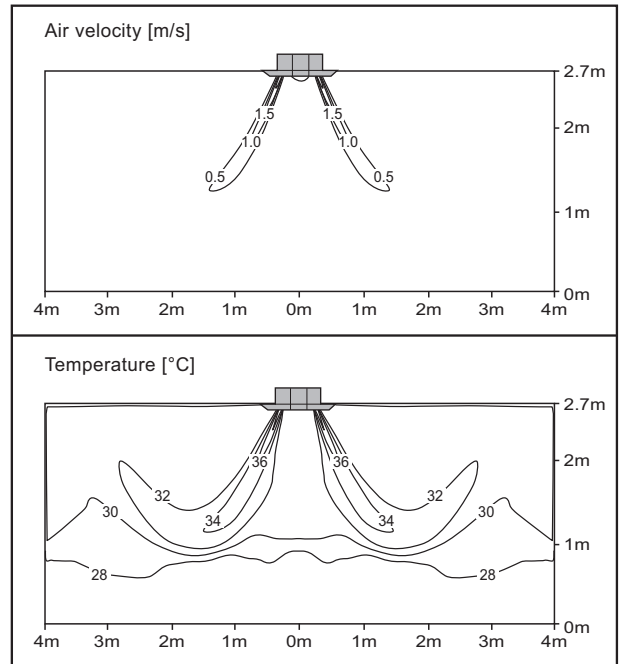 Air velocity [m/s]
2.7m
1.5 1.5
2m
1.0 1.0
0.5 0.5
1m
0m
4m 3m 2m 1m 0m 1m 2m 3m 4m
Temperature [°C]
2.7m
36 36
2m
32 32
30 34 34 30
1m
28 28
0m
4m 3m 2m 1m 0m 1m 2m 3m 4m